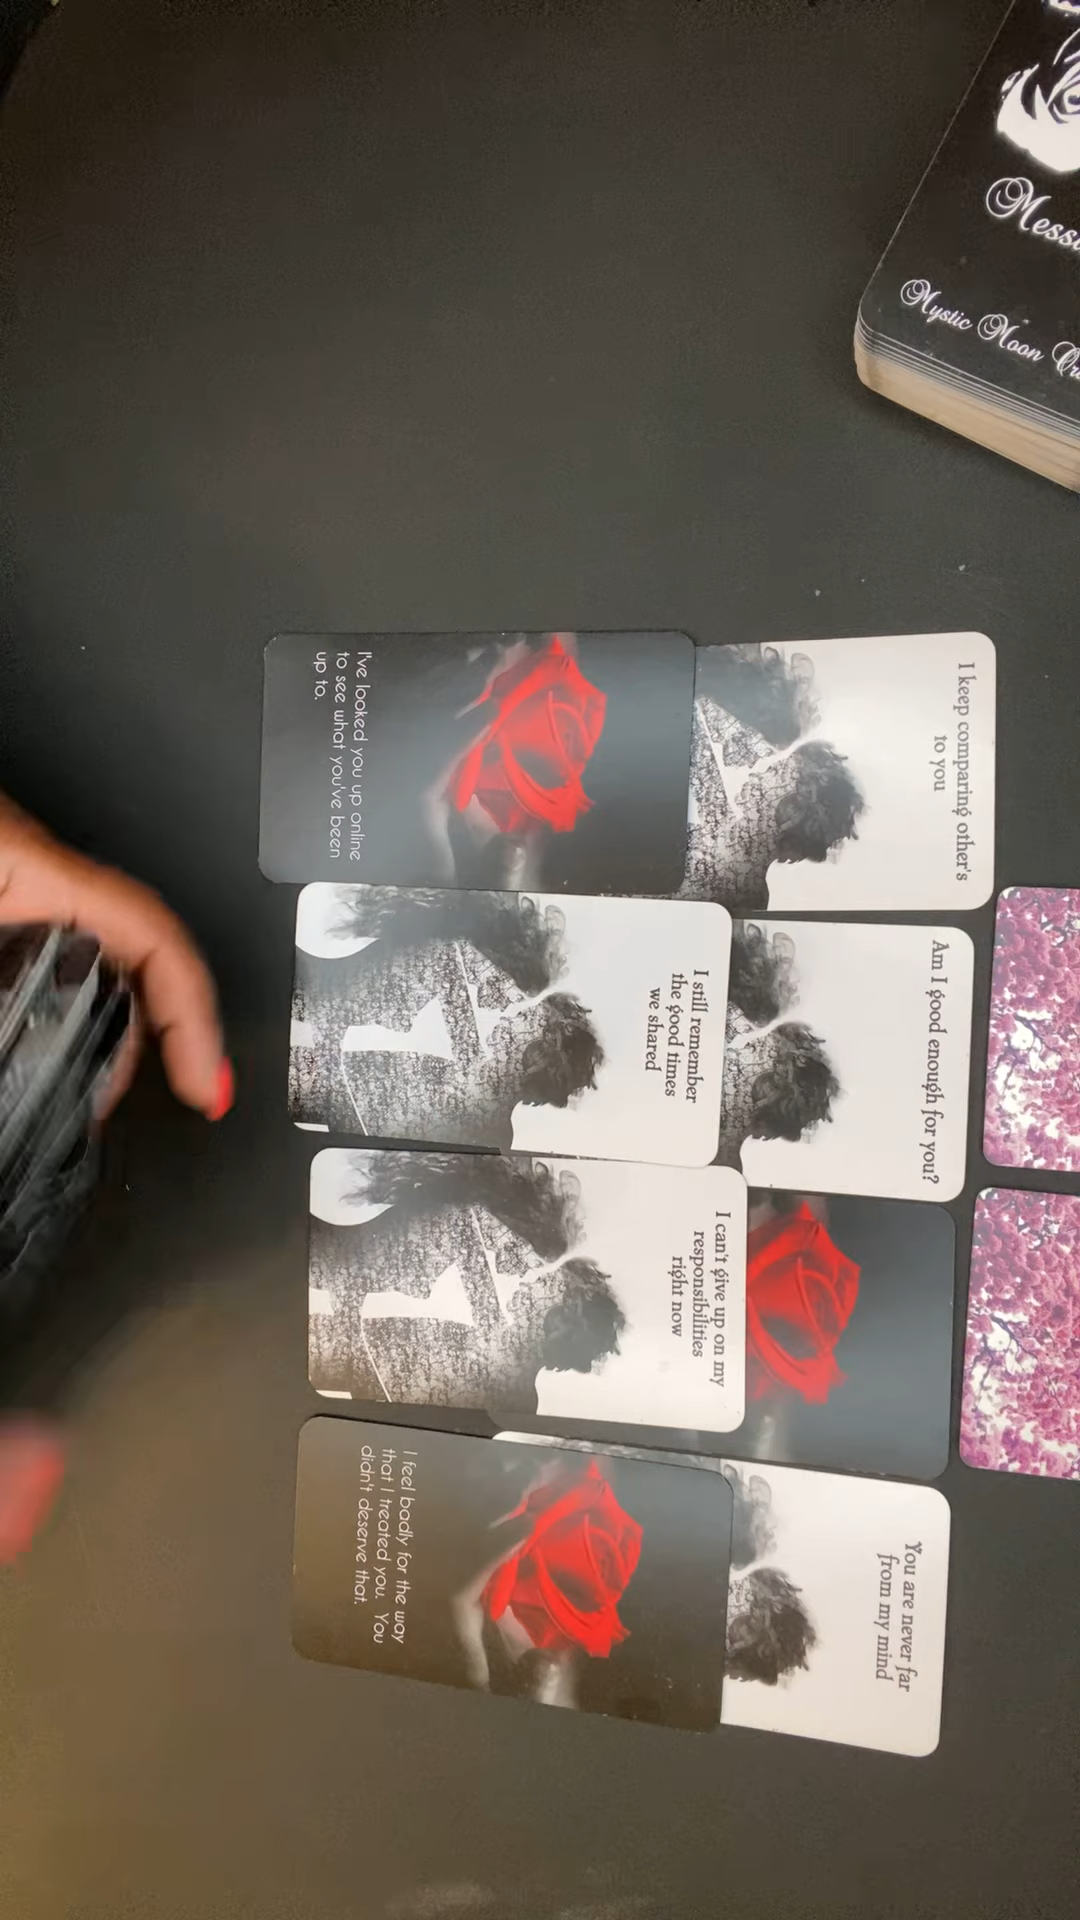 Mystic Moon
I keep comparing other's
to you
I've looked you up online
to see what you've been
up to.
Am I good enough for you?
I still remember
the good times
we shared
I can't give up on my
responsibilities
right now
You are never far
from my mind
I feel badly for the way
that I treated you. You
didn't deserve that.